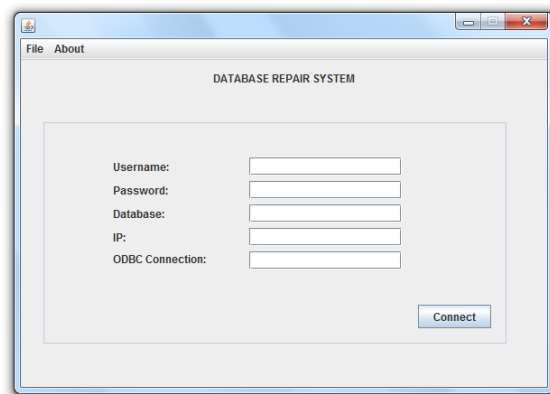 File About
DATABASE REPAIR SYSTEM
Username:
Password:
Database:
IP:
ODBC Connection:
Connect